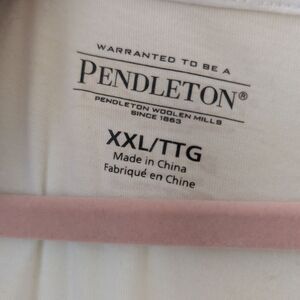 WARRANTED TO BE A
PENDLETON®
PENDLETON WOOLEN MILLS
SINCE 1863
XXL/TTG
Made in China
Fabriqué en Chine